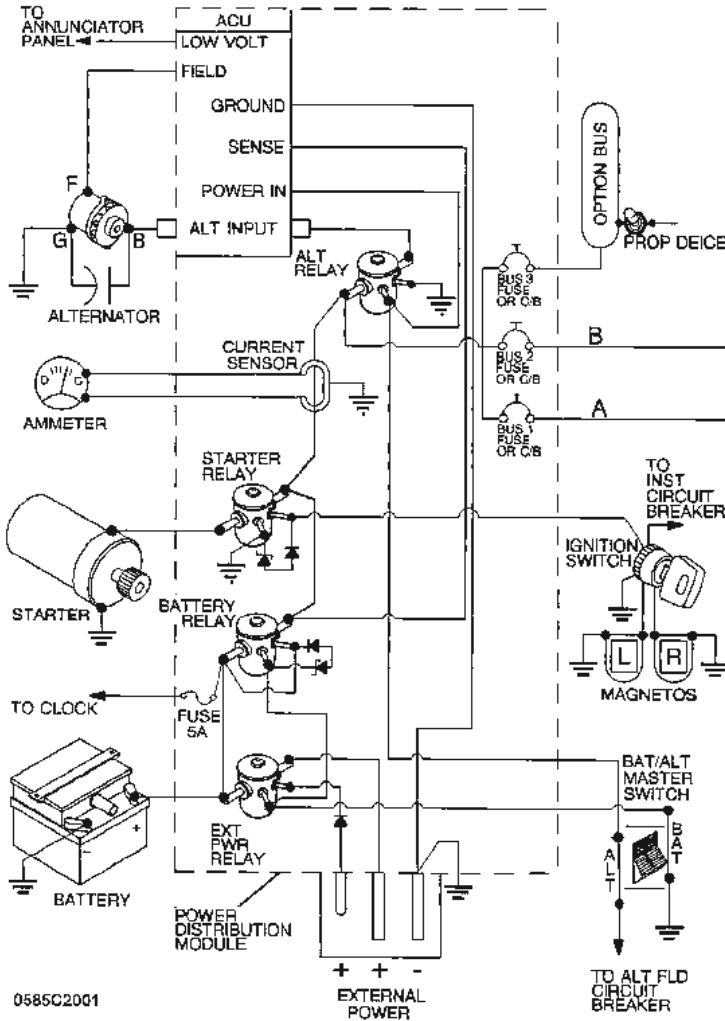 TO
ANNUNCIATOR
PANEL
ACU
LOW VOLT
FIELD
GROUND
SENSE
POWER IN
ALT INPUT
F
G
B
ALTERNATOR
ALT
RELAY
OPTION BUS
PROP DEICE
BUS 3
FUSE
OR C/B
BUS 2
FUSE
OR C/B
B
BUS 1
FUSE
OR C/B
A
CURRENT
SENSOR
AMMETER
STARTER
RELAY
TO
INST
CIRCUIT
BREAKER
IGNITION
SWITCH
STARTER
BATTERY
RELAY
L
R
MAGNETOS
TO CLOCK
FUSE
5A
BAT/ALT
MASTER
SWITCH
ALT
BAT
+
-
BATTERY
EXT
PWR
RELAY
POWER
DISTRIBUTION
MODULE
+ + -
EXTERNAL
POWER
TO ALT FLD
CIRCUIT
BREAKER
0585C2001